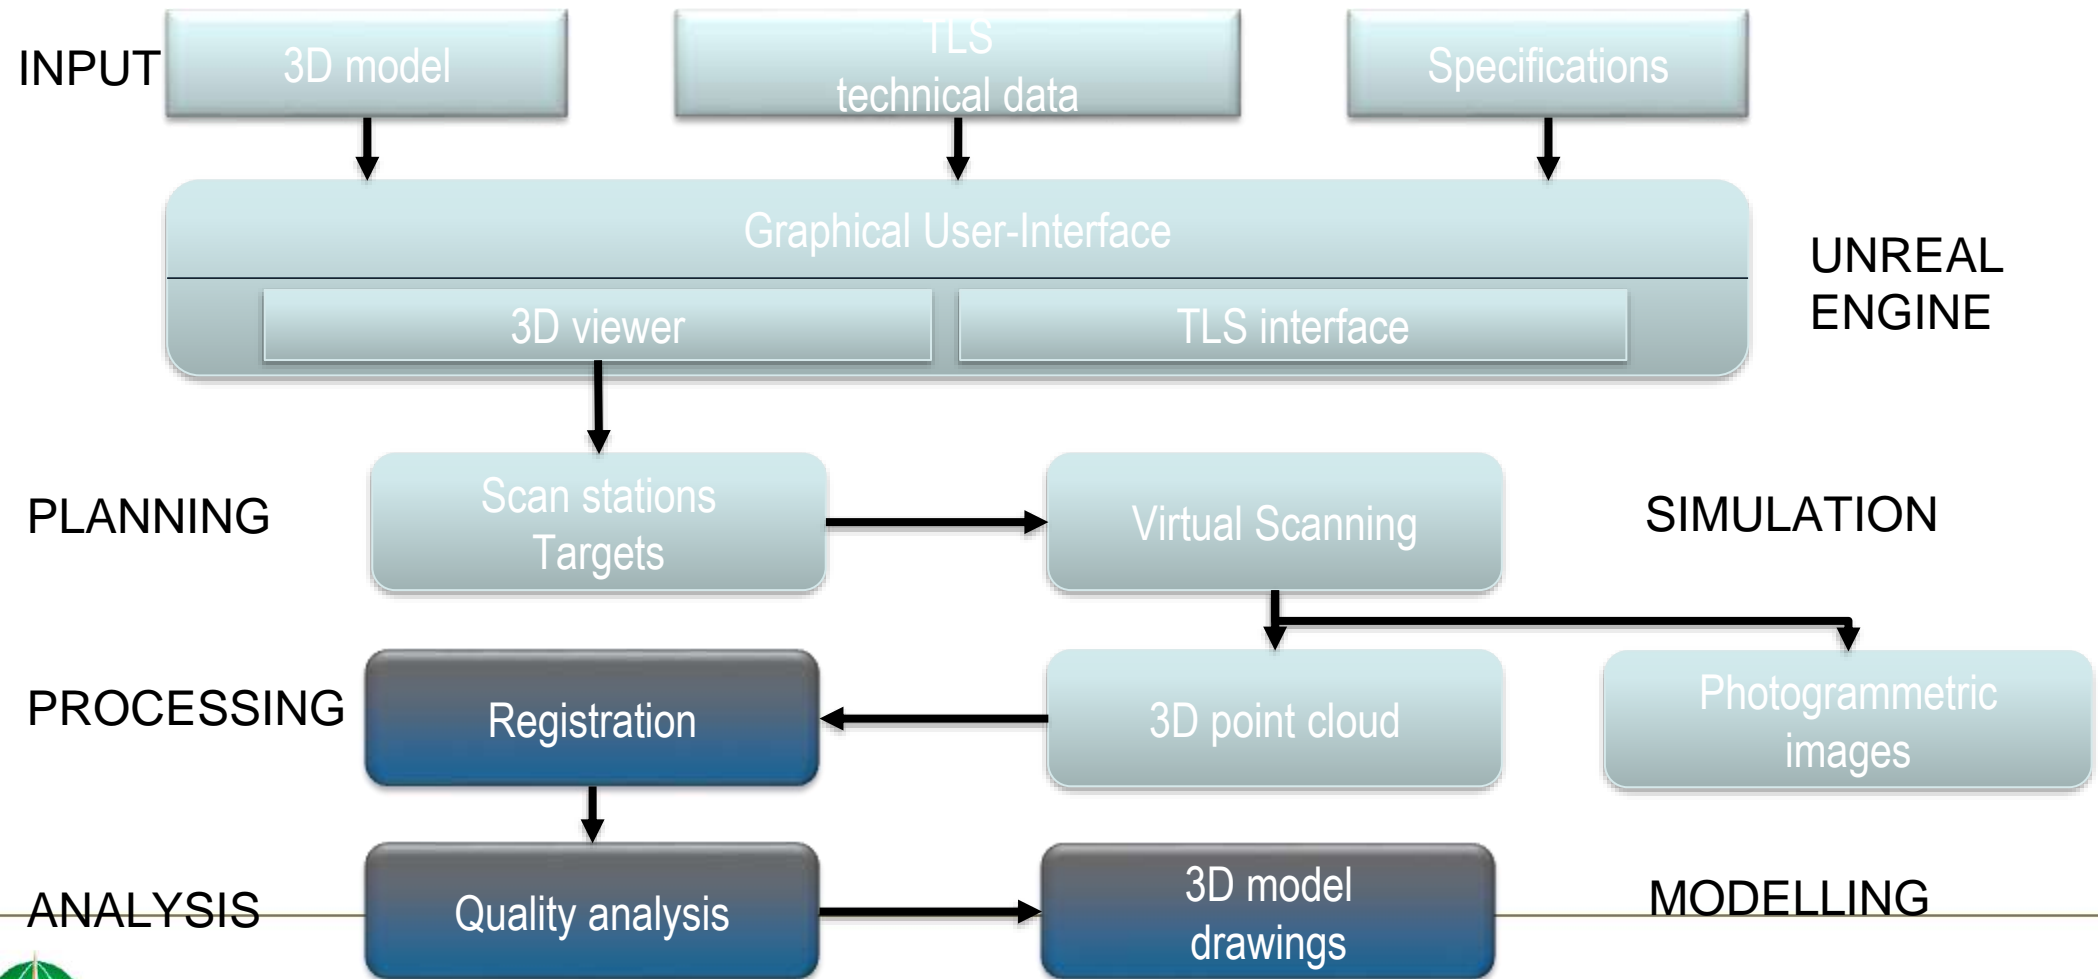 INPUT
3D model
TLS
technical data
Specifications
Graphical User-Interface
UNREAL
ENGINE
3D viewer
TLS interface
PLANNING
Scan stations
Targets
Virtual Scanning
SIMULATION
PROCESSING
Registration
3D point cloud
Photogrammetric
images
ANALYSIS
Quality analysis
3D model
drawings
MODELLING